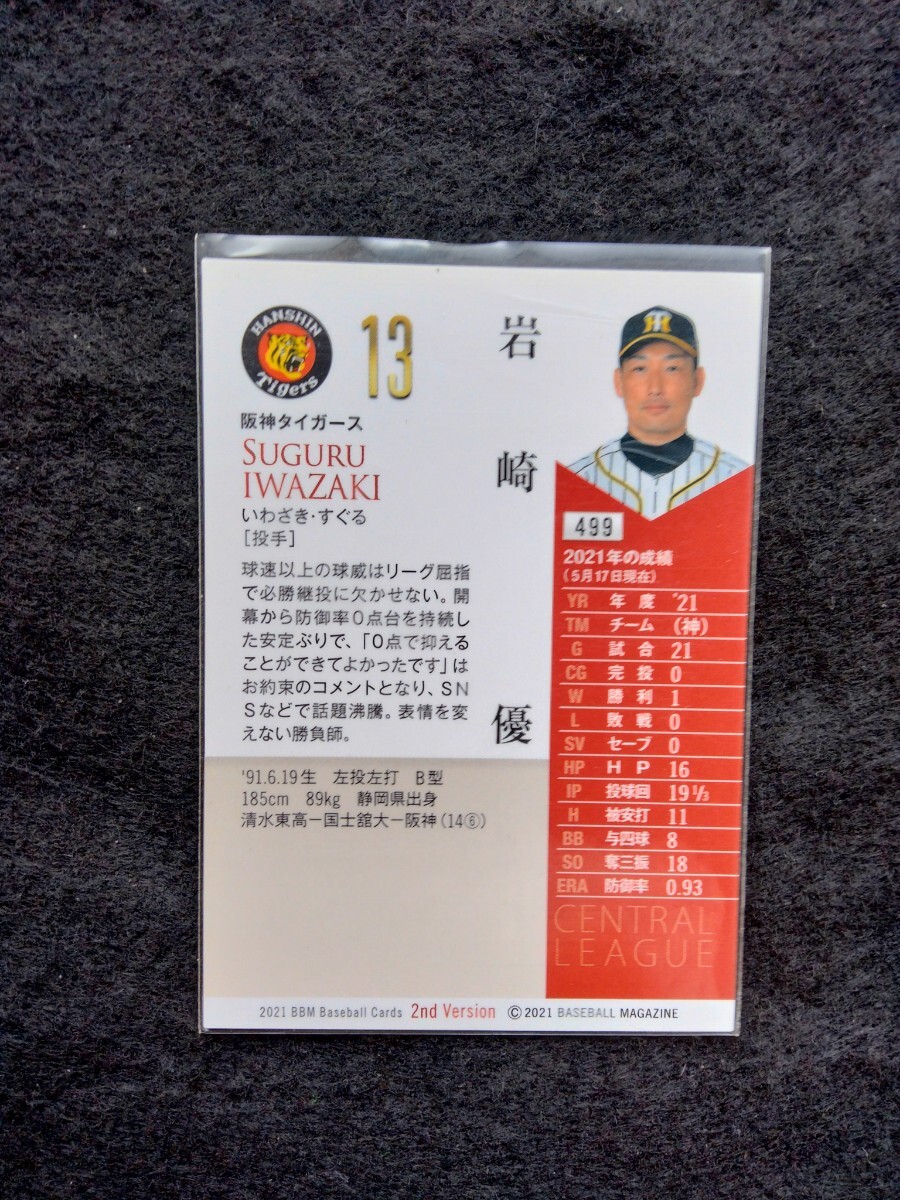 HANSHIN
Tigers
13
阪神タイガース
SUGURU
IWAZAKI
いわざき・すぐる
[投手]
球速以上の球威はリーグ屈指
で必勝継投に欠かせない。開
幕から防御率0点台を持続し
た安定ぶりで、「0点で抑える
ことができてよかったです」は
お約束のコメントとなり、SN
Sなどで話題沸騰。表情を変
えない勝負師。
'91.6.19生 左投左打 B型
185cm 89kg 静岡県出身
清水東高ー国士舘大ー阪神(14⑥)
岩崎優
499
2021年の成績
(5月17日現在)
YR 年度 '21
TM チーム (神)
G 試合 21
CG 完投 0
W 勝利 1
L 敗戦 0
SV セーブ 0
HP HP 16
IP 投球回 19 1/3
H 被安打 11
BB 与四球 8
SO 奪三振 18
ERA 防御率 0.93
CENTRAL
LEAGUE
2021 BBM Baseball Cards 2nd Version ©2021 BASEBALL MAGAZINE